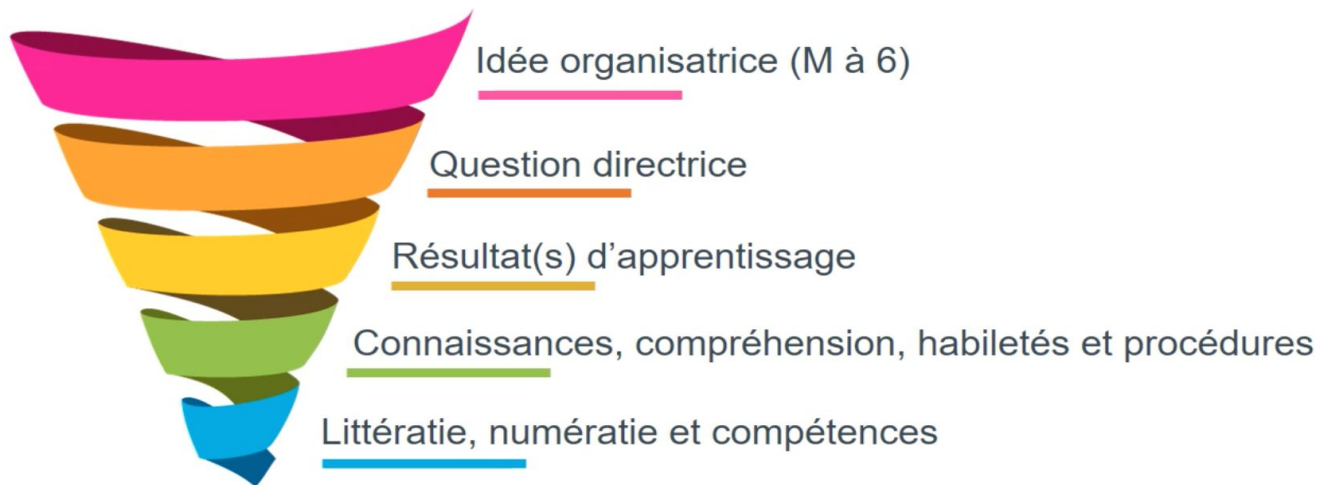 Idée organisatrice (M à 6)
Question directrice
Résultat(s) d’apprentissage
Connaissances, compréhension, habiletés et procédures
Littératie, numératie et compétences